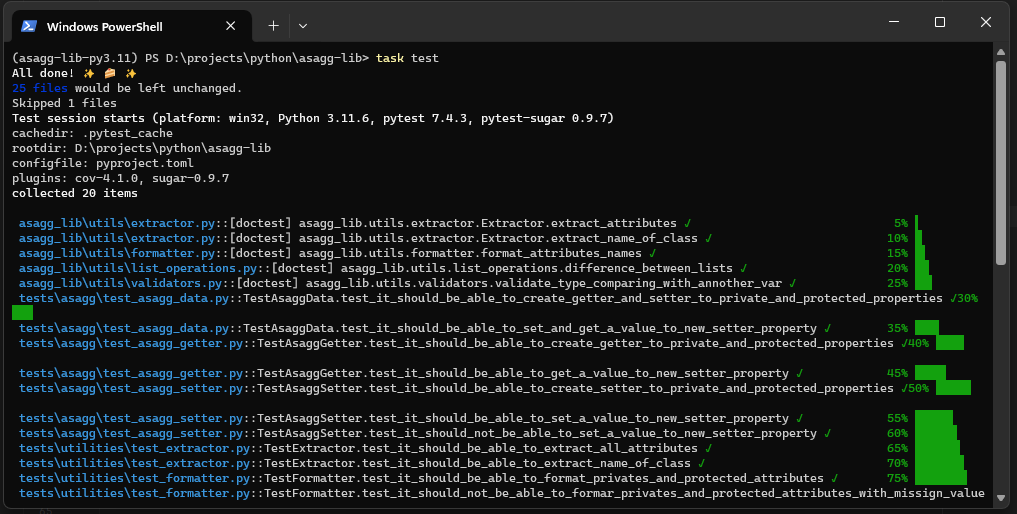 Windows PowerShell
(asagg-lib-py3.11) PS D:\projects\python\asagg-lib> task test
All done! ✨ 🍰 ✨
25 files would be left unchanged.
Skipped 1 files
Test session starts (platform: win32, Python 3.11.6, pytest 7.4.3, pytest-sugar 0.9.7)
cachedir: .pytest_cache
rootdir: D:\projects\python\asagg-lib
configfile: pyproject.toml
plugins: cov-4.1.0, sugar-0.9.7
collected 20 items
asagg_lib\utils\extractor.py::[doctest] asagg_lib.utils.extractor.Extractor.extract_attributes ✓ 5%
asagg_lib\utils\extractor.py::[doctest] asagg_lib.utils.extractor.Extractor.extract_name_of_class ✓ 10%
asagg_lib\utils\formatter.py::[doctest] asagg_lib.utils.formatter.format_attributes_names ✓ 15%
asagg_lib\utils\list_operations.py::[doctest] asagg_lib.utils.list_operations.difference_between_lists ✓ 20%
asagg_lib\utils\validators.py::[doctest] asagg_lib.utils.validators.validate_type_comparing_with_annother_var ✓ 25%
tests\asagg\test_asagg_data.py::TestAsaggData.test_it_should_be_able_to_create_getter_and_setter_to_private_and_protected_properties ✓30%
tests\asagg\test_asagg_data.py::TestAsaggData.test_it_should_be_able_to_set_and_get_a_value_to_new_setter_property ✓ 35%
tests\asagg\test_asagg_getter.py::TestAsaggGetter.test_it_should_be_able_to_create_getter_to_private_and_protected_properties ✓40%
tests\asagg\test_asagg_getter.py::TestAsaggGetter.test_it_should_be_able_to_get_a_value_to_new_setter_property ✓ 45%
tests\asagg\test_asagg_setter.py::TestAsaggSetter.test_it_should_be_able_to_create_setter_to_private_and_protected_properties ✓50%
tests\asagg\test_asagg_setter.py::TestAsaggSetter.test_it_should_be_able_to_set_a_value_to_new_setter_property ✓ 55%
tests\asagg\test_asagg_setter.py::TestAsaggSetter.test_it_should_not_be_able_to_set_a_value_to_new_setter_property ✓ 60%
tests\utilities\test_extractor.py::TestExtractor.test_it_should_be_able_to_extract_all_attributes ✓ 65%
tests\utilities\test_extractor.py::TestExtractor.test_it_should_be_able_to_extract_name_of_class ✓ 70%
tests\utilities\test_formatter.py::TestFormatter.test_it_should_be_able_to_format_privates_and_protected_attributes ✓ 75%
tests\utilities\test_formatter.py::TestFormatter.test_it_should_not_be_able_to_formar_privates_and_protected_attributes_with_missign_value